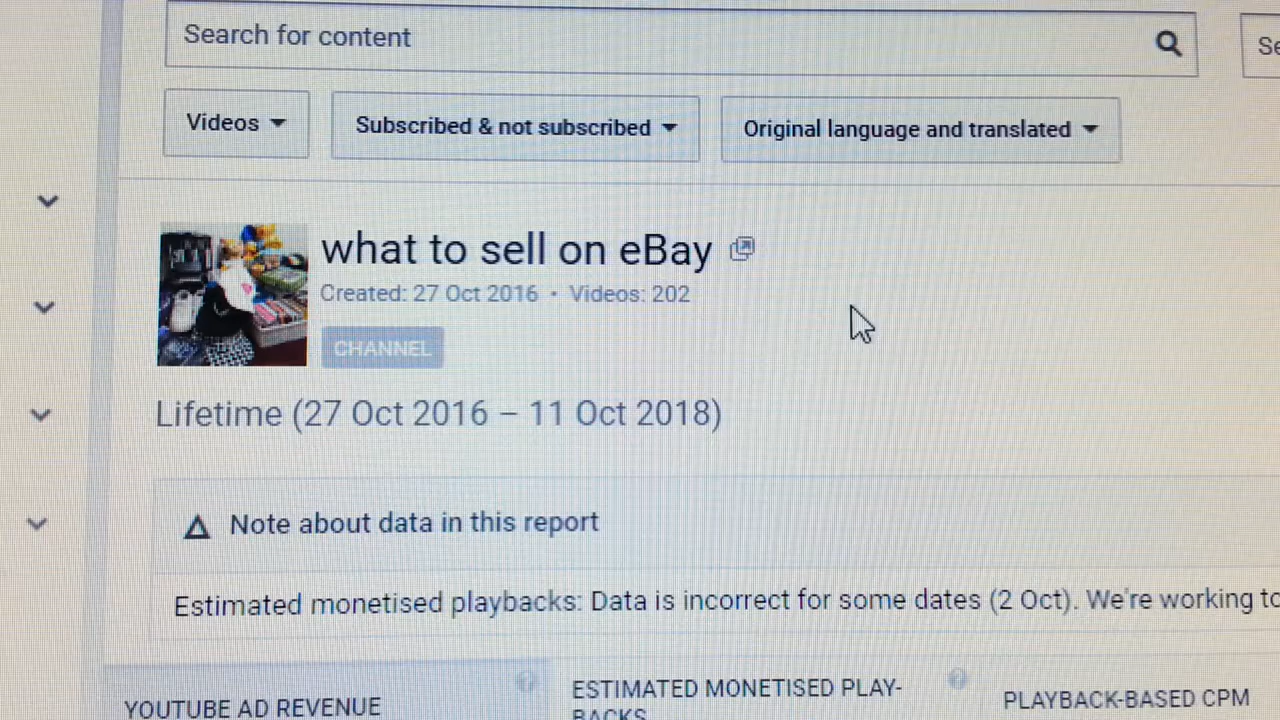 Search for content
Se
Videos
Subscribed & not subscribed
Original language and translated
what to sell on eBay
Created: 27 Oct 2016 • Videos: 202
CHANNEL
Lifetime (27 Oct 2016 – 11 Oct 2018)
Note about data in this report
Estimated monetised playbacks: Data is incorrect for some dates (2 Oct). We're working to
YOUTUBE AD REVENUE
ESTIMATED MONETISED PLAY-
BACKS
PLAYBACK-BASED CPM